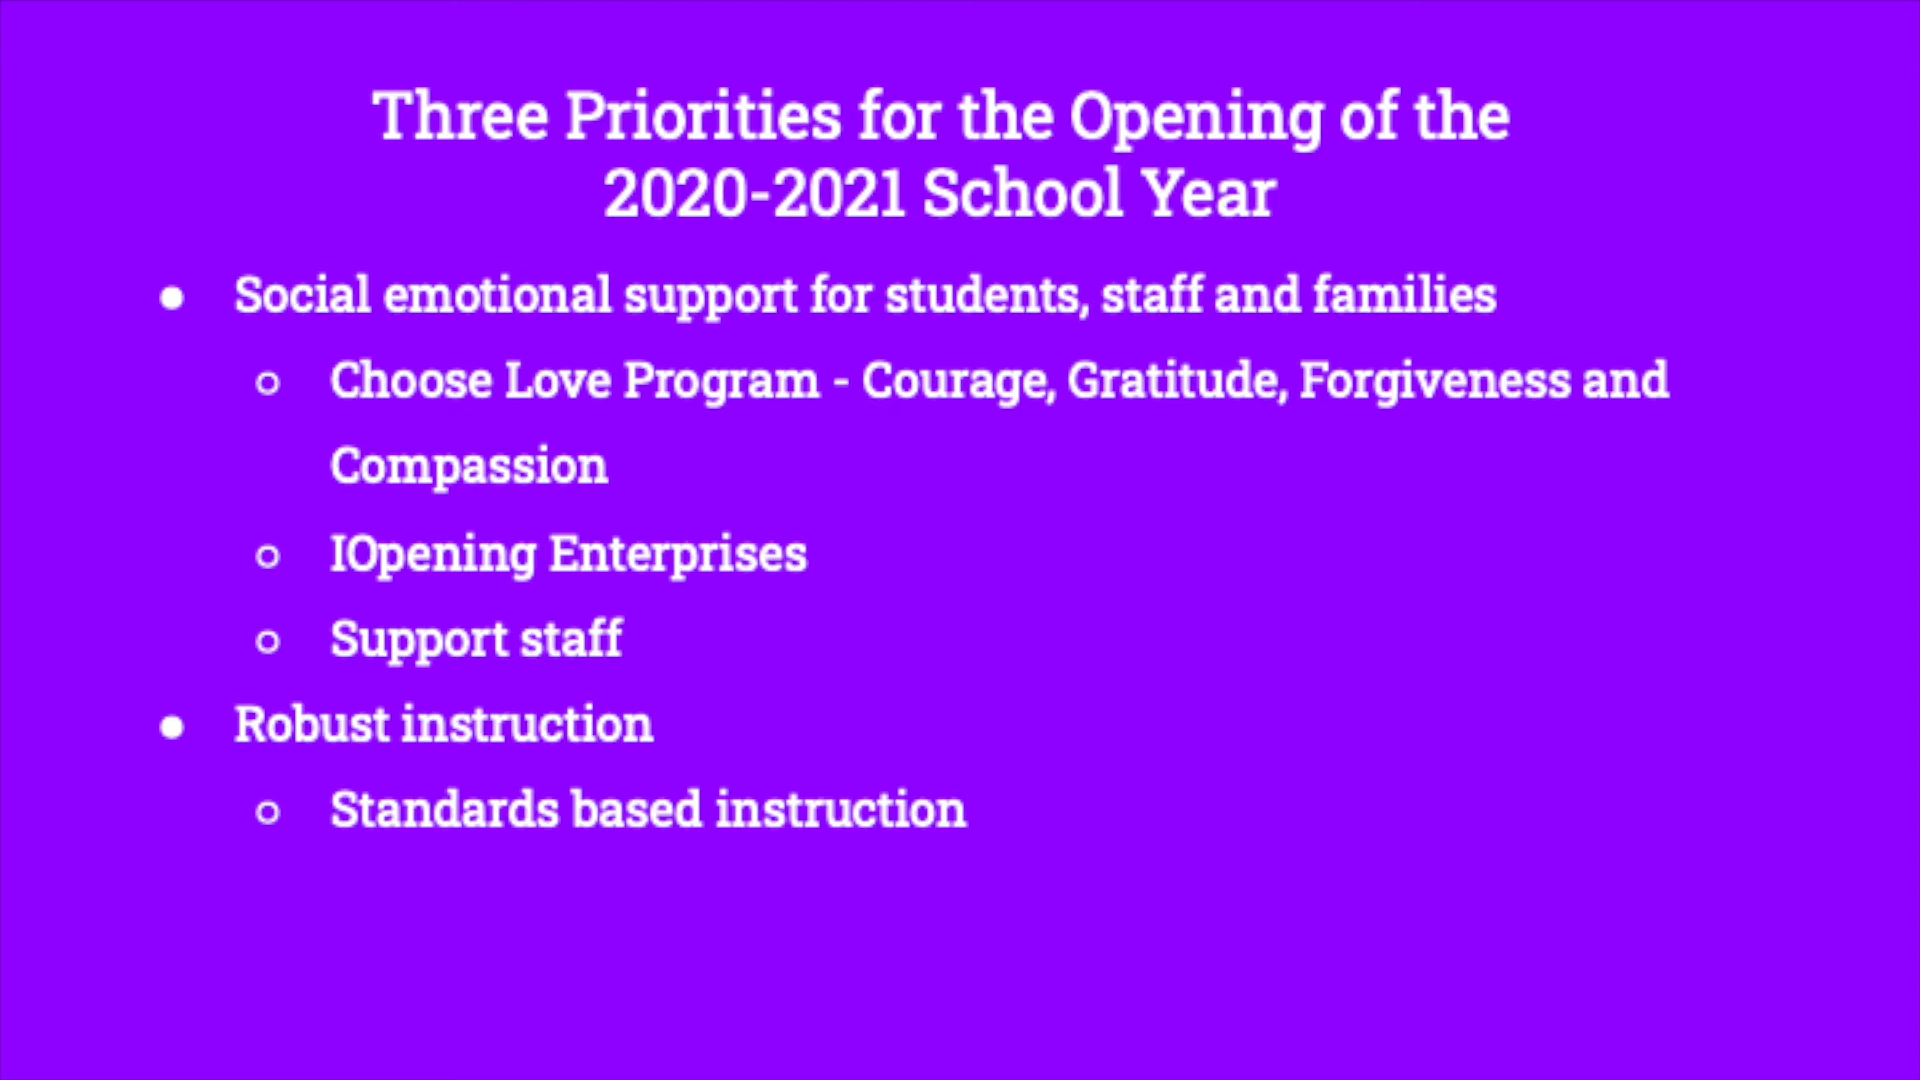 Three Priorities for the Opening of the
2020-2021 School Year
● Social emotional support for students, staff and families
○ Choose Love Program - Courage, Gratitude, Forgiveness and
Compassion
○ IOpening Enterprises
○ Support staff
● Robust instruction
○ Standards based instruction